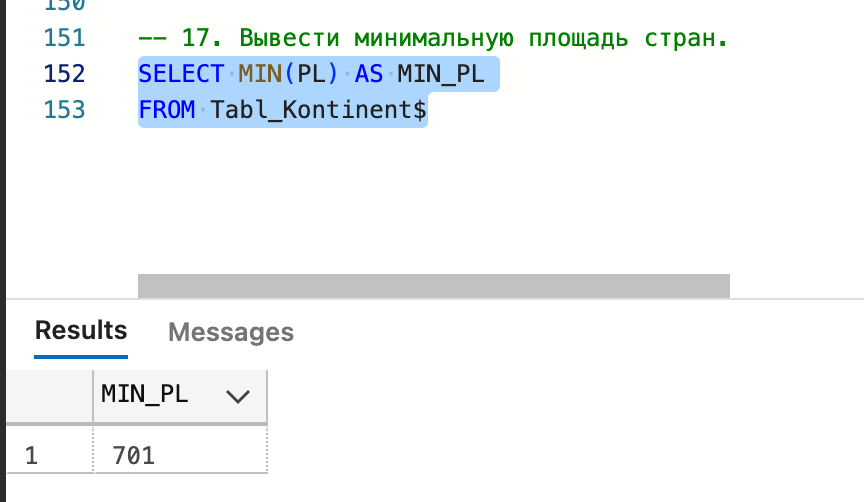 150
151 -- 17. Вывести минимальную площадь стран.
152 SELECT MIN(PL) AS MIN_PL
153 FROM Tabl_Kontinent$
Results Messages
MIN_PL
1 701